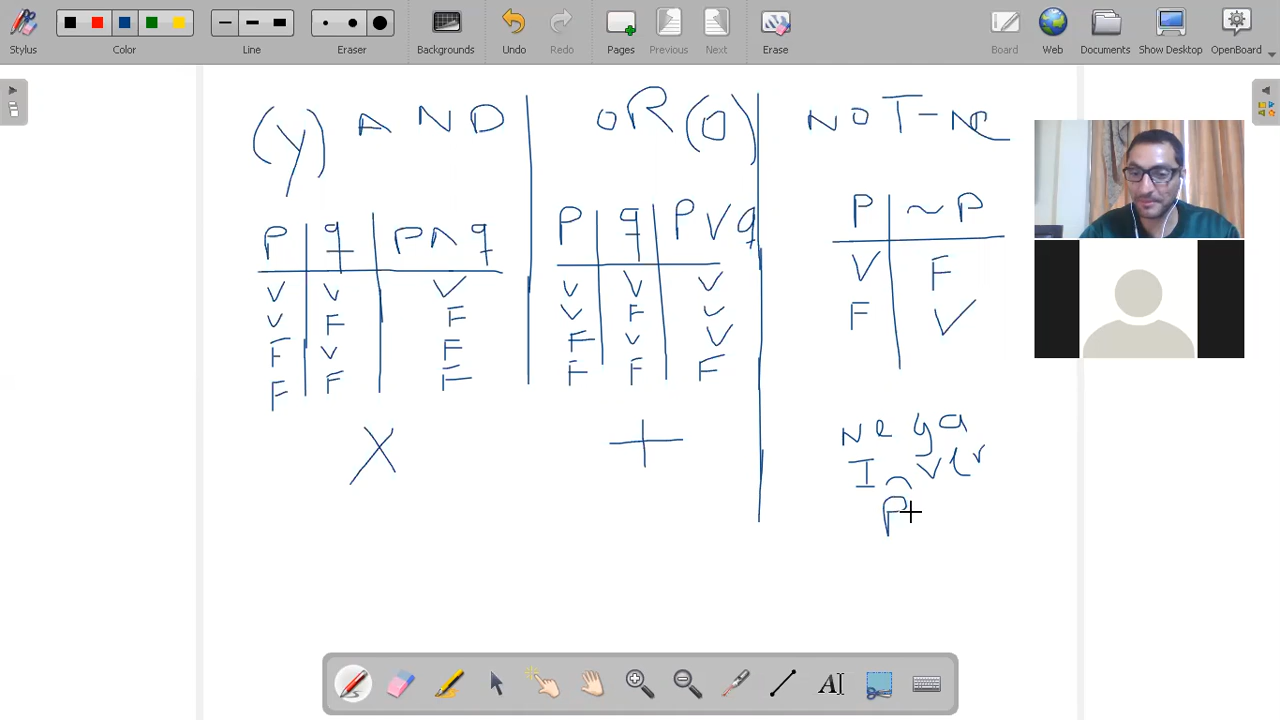 Stylus Color Line Eraser Backgrounds Undo Redo Pages Previous Next Erase Board Web Documents Show Desktop OpenBoard
(y) AND
P q P∧q
V V V
V F F
F V F
F F F
X
OR (O)
P q P∨q
V V V
V F V
F V V
F F F
+
NOT-Ne
P ~P
V F
F V
Nega
Inver
P
AI